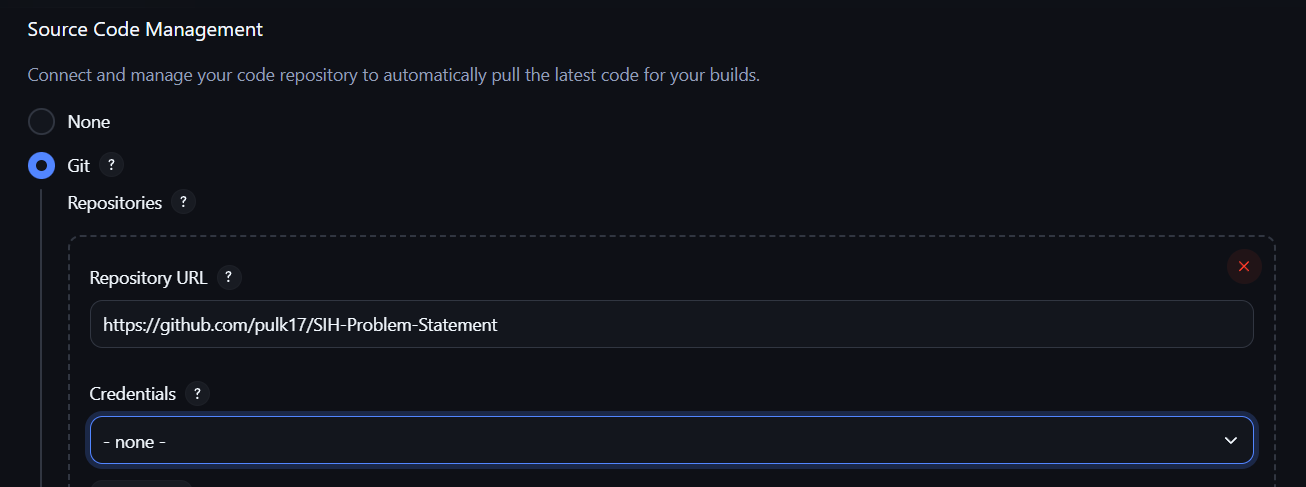 Source Code Management
Connect and manage your code repository to automatically pull the latest code for your builds.
None
Git ?
Repositories ?
Repository URL ?
https://github.com/pulk17/SIH-Problem-Statement
Credentials ?
- none -